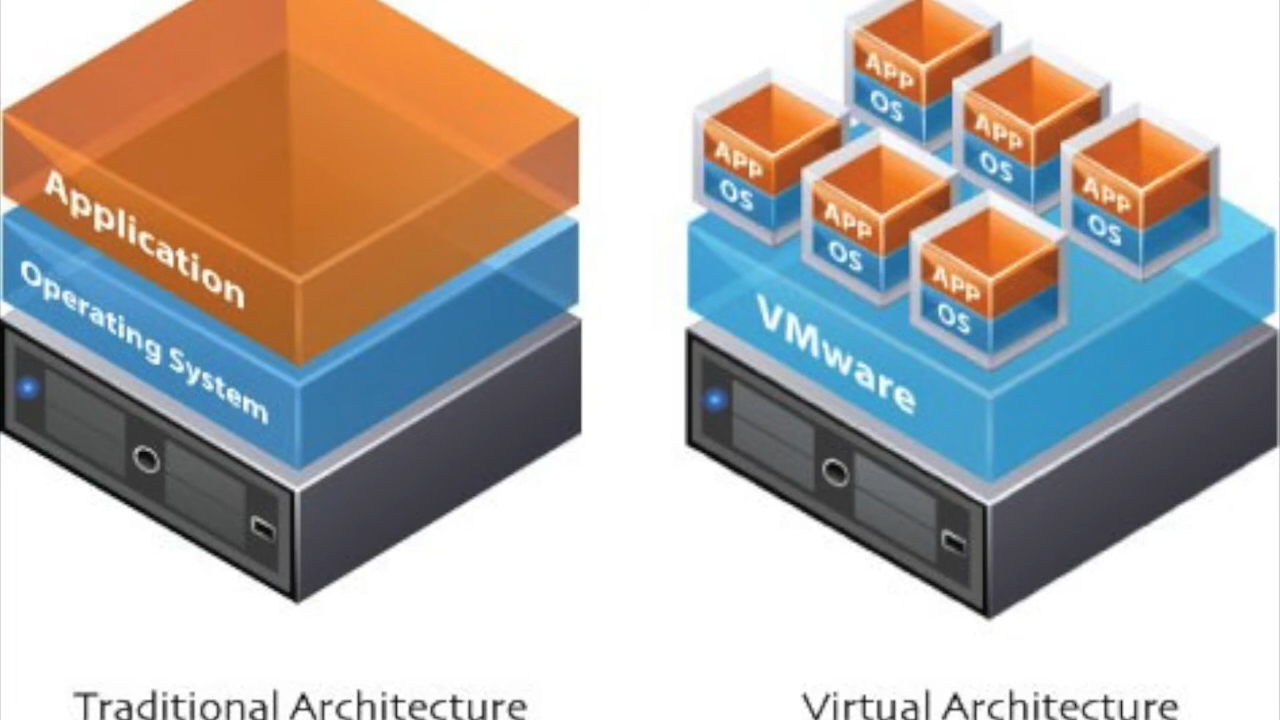 Application
Operating System
Traditional Architecture
APP
OS
APP
OS
APP
OS
APP
OS
APP
OS
APP
OS
VMware
Virtual Architecture